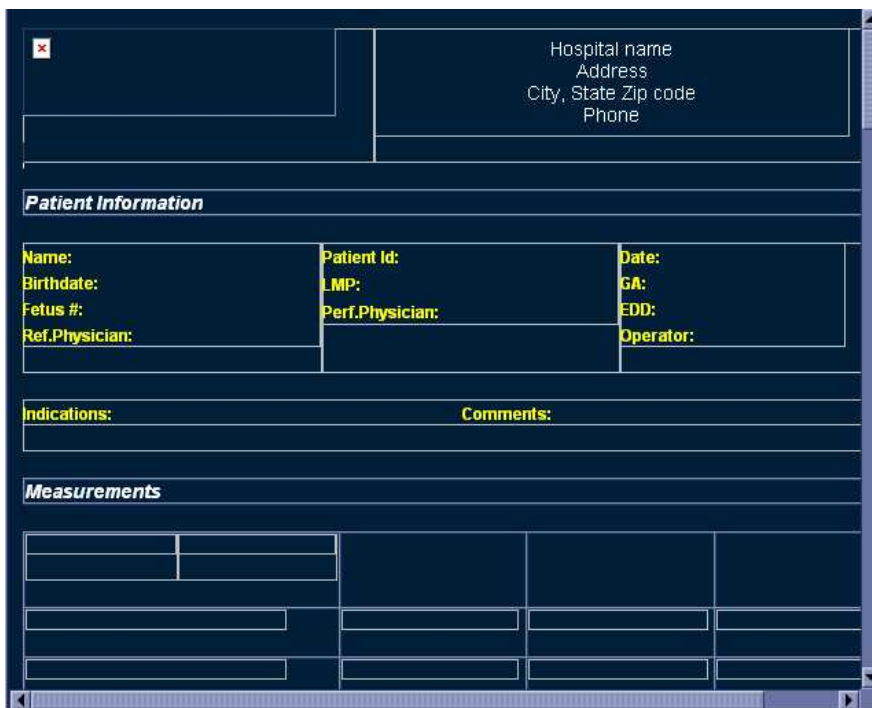 Hospital name
Address
City, State Zip code
Phone
Patient Information
Name: Patient Id: Date:
Birthdate: LMP: GA:
Fetus #: Perf.Physician: EDD:
Ref.Physician: Operator:
Indications: Comments:
Measurements